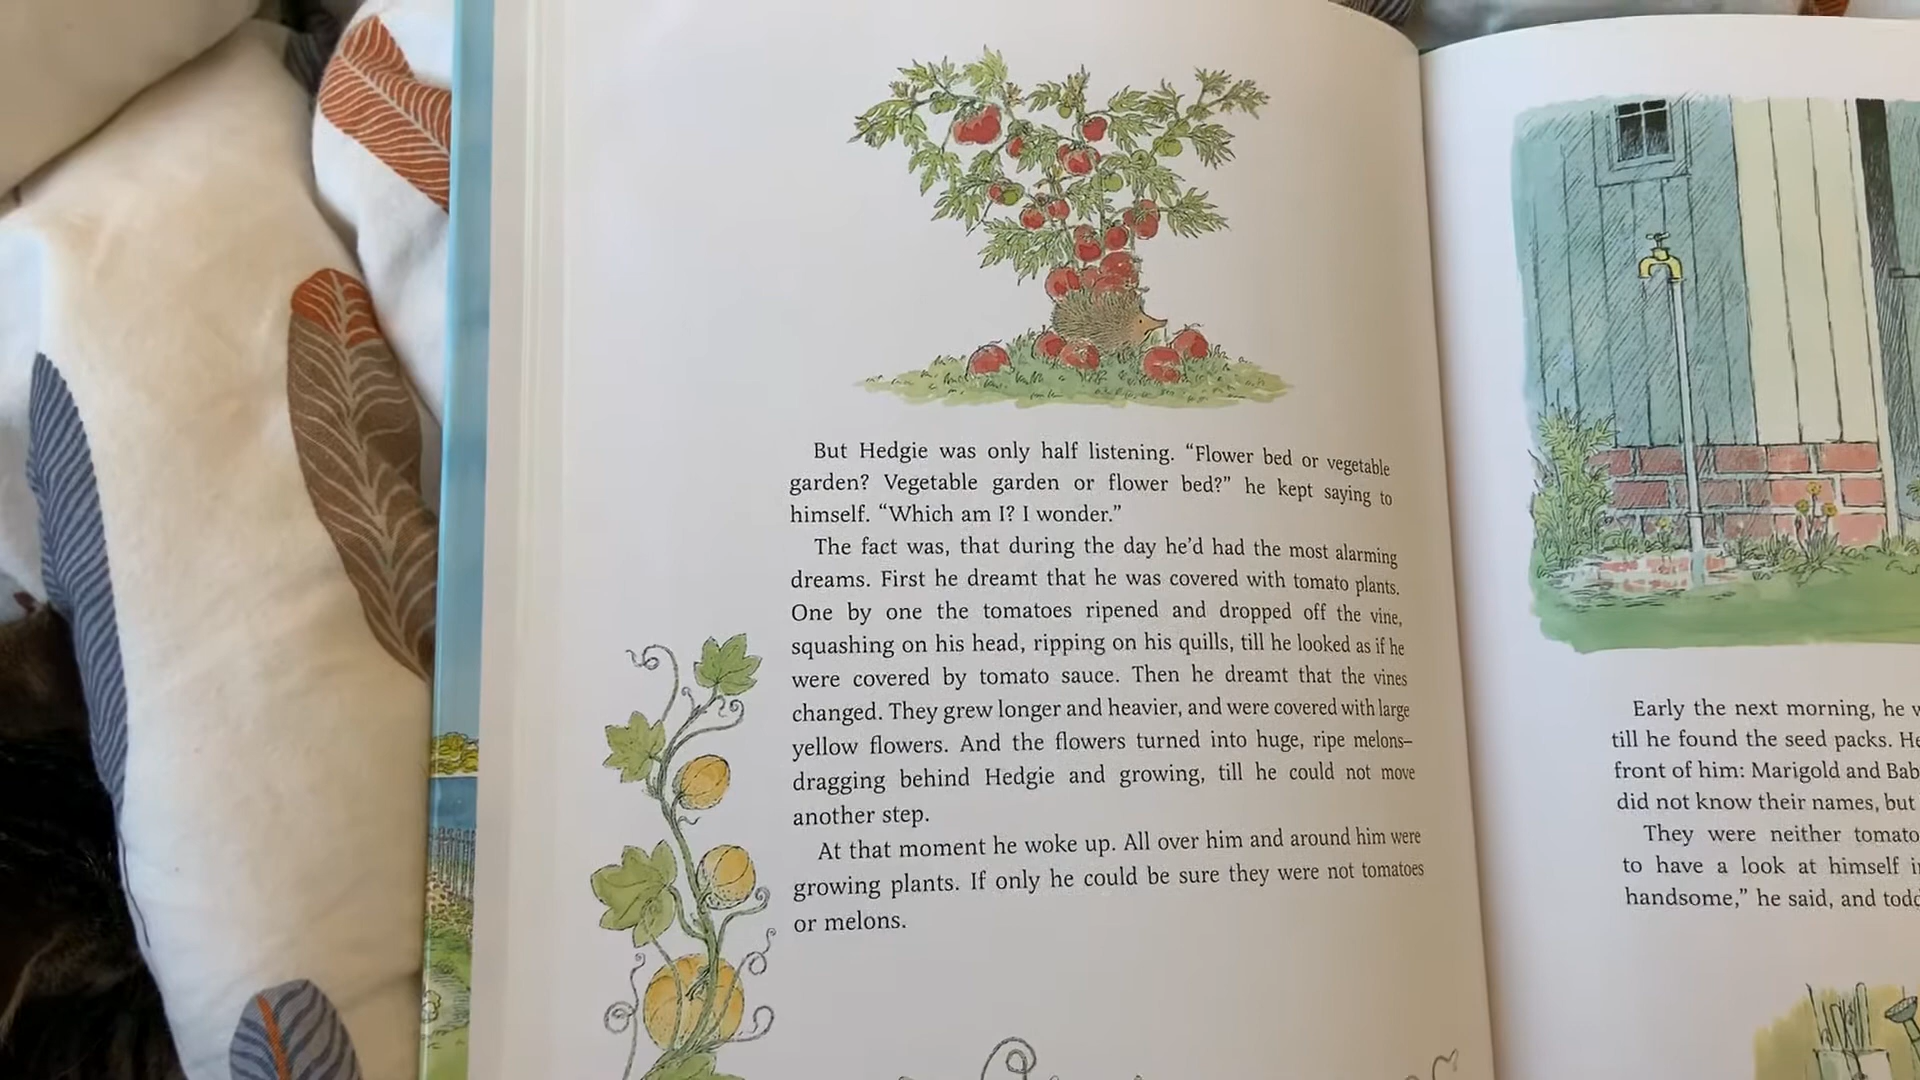 But Hedgie was only half listening. “Flower bed or vegetable
garden? Vegetable garden or flower bed?” he kept saying to
himself. “Which am I? I wonder.”
The fact was, that during the day he’d had the most alarming
dreams. First he dreamt that he was covered with tomato plants.
One by one the tomatoes ripened and dropped off the vine,
squashing on his head, ripping on his quills, till he looked as if he
were covered by tomato sauce. Then he dreamt that the vines
changed. They grew longer and heavier, and were covered with large
yellow flowers. And the flowers turned into huge, ripe melons–
dragging behind Hedgie and growing, till he could not move
another step.
At that moment he woke up. All over him and around him were
growing plants. If only he could be sure they were not tomatoes
or melons.
Early the next morning, he
till he found the seed packs.
front of him: Marigold and
did not know their names, but
They were neither
to have a look at himself
handsome,” he said, and